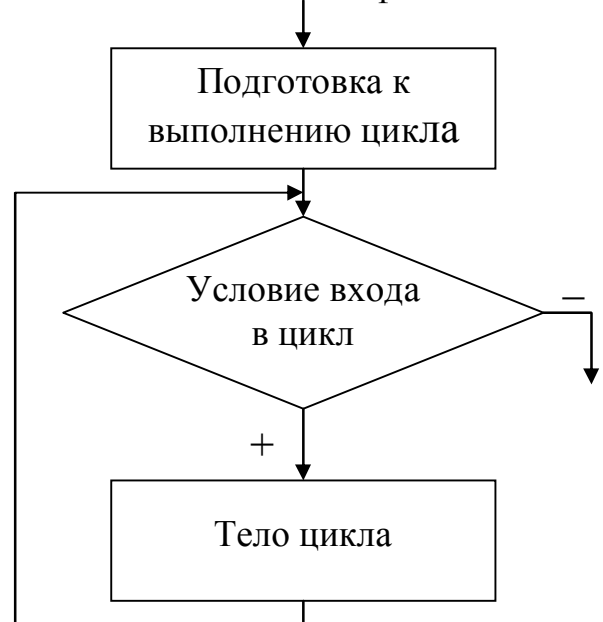 Подготовка к
выполнению цикла
Условие входа
в цикл
–
+
Тело цикла